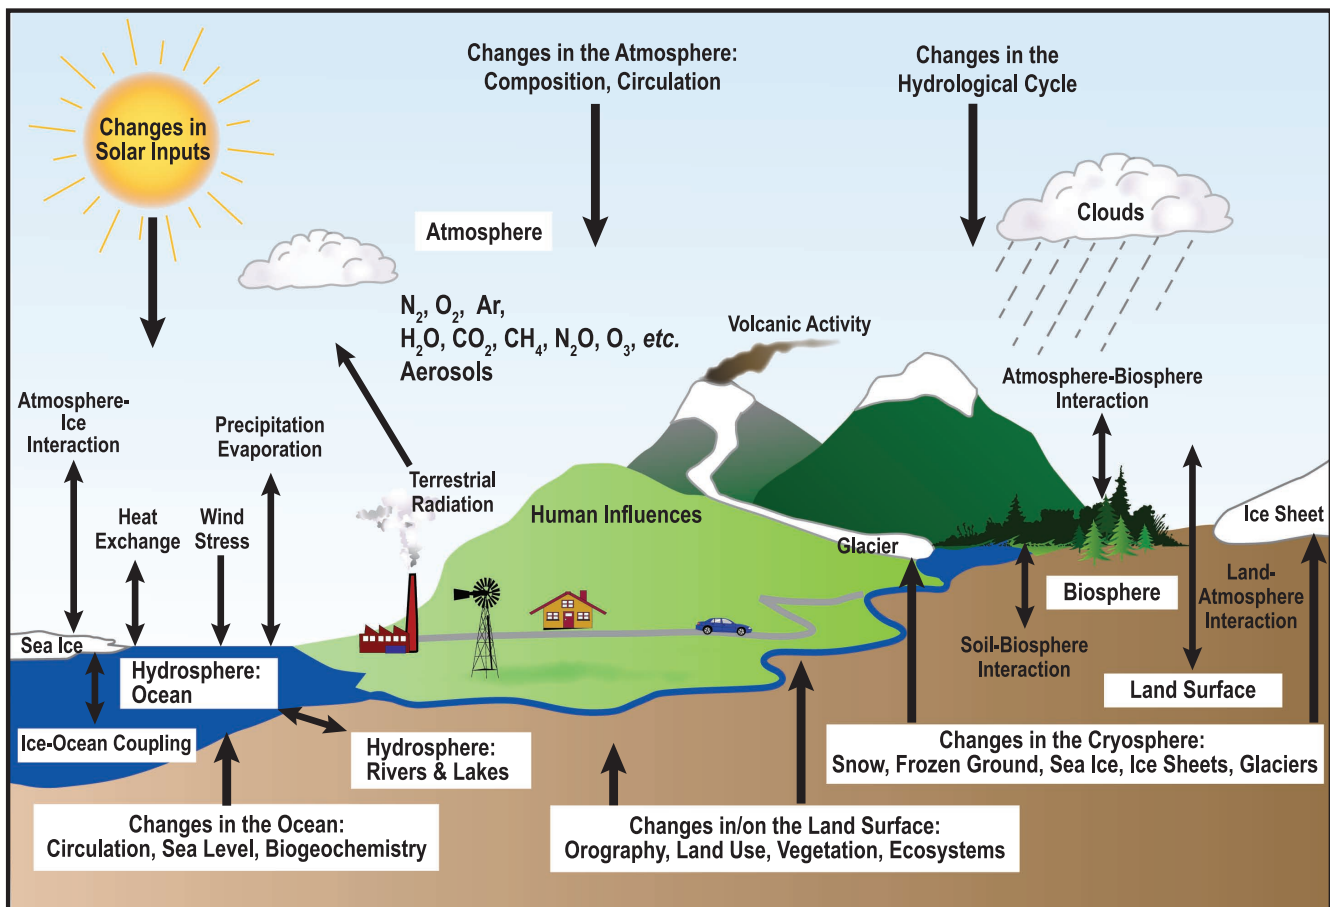 Changes in the Atmosphere:
Composition, Circulation
Changes in the
Hydrological Cycle
Changes in
Solar Inputs
Clouds
Atmosphere
N₂, O₂, Ar,
H₂O, CO₂, CH₄, N₂O, O₃, etc.
Aerosols
Volcanic Activity
Atmosphere-
Ice
Interaction
Precipitation
Evaporation
Atmosphere-Biosphere
Interaction
Terrestrial
Radiation
Heat
Exchange
Wind
Stress
Human Influences
Ice Sheet
Glacier
Biosphere
Land-
Atmosphere
Interaction
Sea Ice
Soil-Biosphere
Interaction
Hydrosphere:
Ocean
Land Surface
Ice-Ocean Coupling
Hydrosphere:
Rivers & Lakes
Changes in the Cryosphere:
Snow, Frozen Ground, Sea Ice, Ice Sheets, Glaciers
Changes in the Ocean:
Circulation, Sea Level, Biogeochemistry
Changes in/on the Land Surface:
Orography, Land Use, Vegetation, Ecosystems